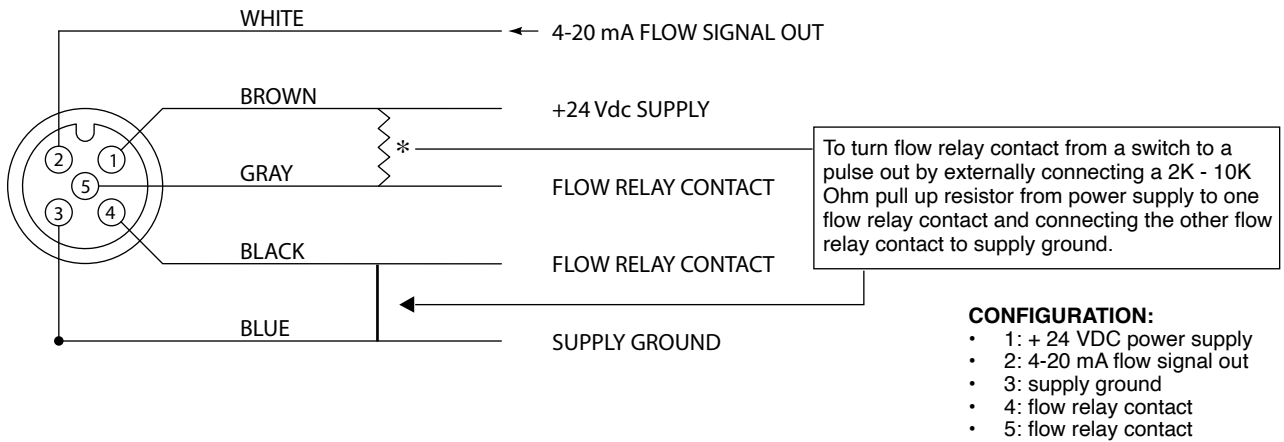 WHITE
4-20 mA FLOW SIGNAL OUT
BROWN
+24 Vdc SUPPLY
*
GRAY
FLOW RELAY CONTACT
BLACK
FLOW RELAY CONTACT
BLUE
SUPPLY GROUND
2
1
5
3
4
To turn flow relay contact from a switch to a
pulse out by externally connecting a 2K - 10K
Ohm pull up resistor from power supply to one
flow relay contact and connecting the other flow
relay contact to supply ground.
CONFIGURATION:
• 1: + 24 VDC power supply
• 2: 4-20 mA flow signal out
• 3: supply ground
• 4: flow relay contact
• 5: flow relay contact